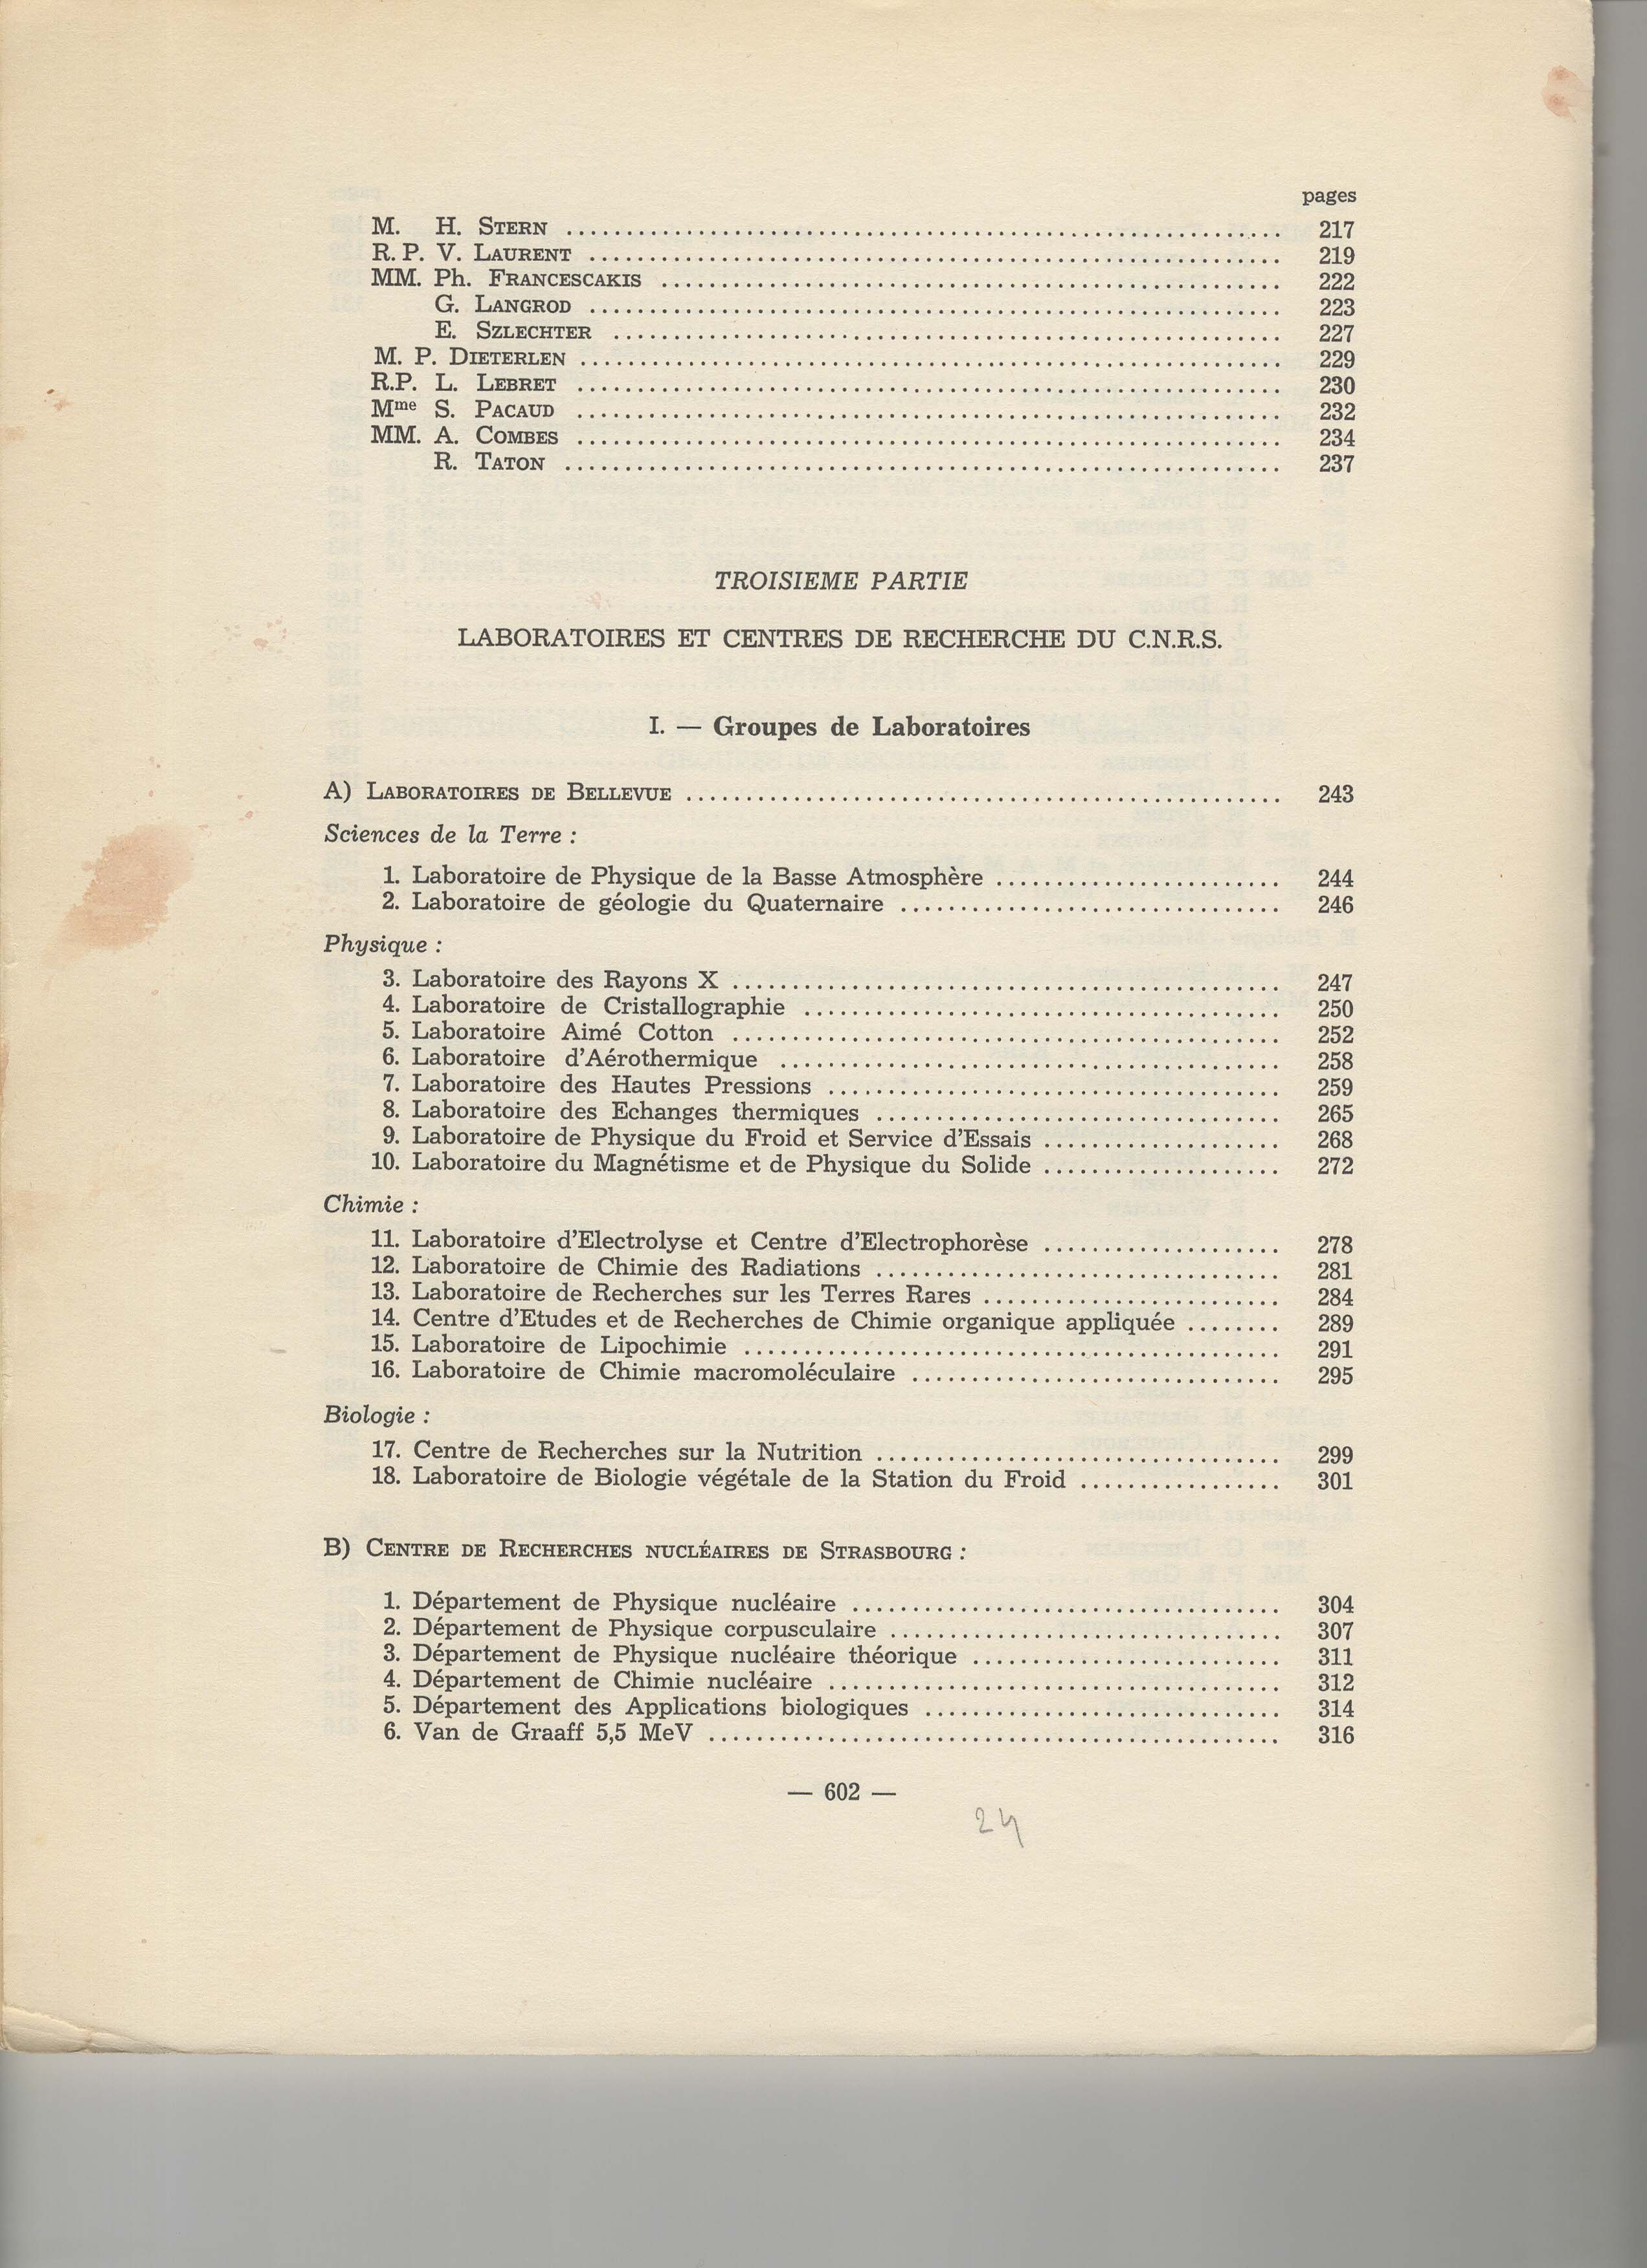 pages
M. H. STERN ........................ 217
R. P. V. LAURENT ........................ 219
MM. Ph. FRANCESCAKIS ........................ 222
G. LANGROD ........................ 223
E. SZLECHTER ........................ 227
M. P. DIETERLEN ........................ 229
R.P. L. LEBRET ........................ 230
Mme S. PACAUD ........................ 232
MM. A. COMBES ........................ 234
R. TATON ........................ 237
TROISIEME PARTIE
LABORATOIRES ET CENTRES DE RECHERCHE DU C.N.R.S.
I. — Groupes de Laboratoires
A) LABORATOIRES DE BELLEVUE ........................ 243
Sciences de la Terre :
1. Laboratoire de Physique de la Basse Atmosphère ........................ 244
2. Laboratoire de géologie du Quaternaire ........................ 246
Physique :
3. Laboratoire des Rayons X ........................ 247
4. Laboratoire de Cristallographie ........................ 250
5. Laboratoire Aimé Cotton ........................ 252
6. Laboratoire d'Aérothermique ........................ 258
7. Laboratoire des Hautes Pressions ........................ 259
8. Laboratoire des Echanges thermiques ........................ 265
9. Laboratoire de Physique du Froid et Service d'Essais .................... 268
10. Laboratoire du Magnétisme et de Physique du Solide .................... 272
Chimie :
11. Laboratoire d'Electrolyse et Centre d'Electrophorèse .................... 278
12. Laboratoire de Chimie des Radiations ........................ 281
13. Laboratoire de Recherches sur les Terres Rares ........................ 284
14. Centre d'Etudes et de Recherches de Chimie organique appliquée ........ 289
15. Laboratoire de Lipochimie ........................ 291
16. Laboratoire de Chimie macromoléculaire ........................ 295
Biologie :
17. Centre de Recherches sur la Nutrition ........................ 299
18. Laboratoire de Biologie végétale de la Station du Froid ................. 301
B) CENTRE DE RECHERCHES NUCLÉAIRES DE STRASBOURG :
1. Département de Physique nucléaire ........................ 304
2. Département de Physique corpusculaire ........................ 307
3. Département de Physique nucléaire théorique ........................ 311
4. Département de Chimie nucléaire ........................ 312
5. Département des Applications biologiques ........................ 314
6. Van de Graaff 5,5 MeV ........................ 316
— 602 —
24